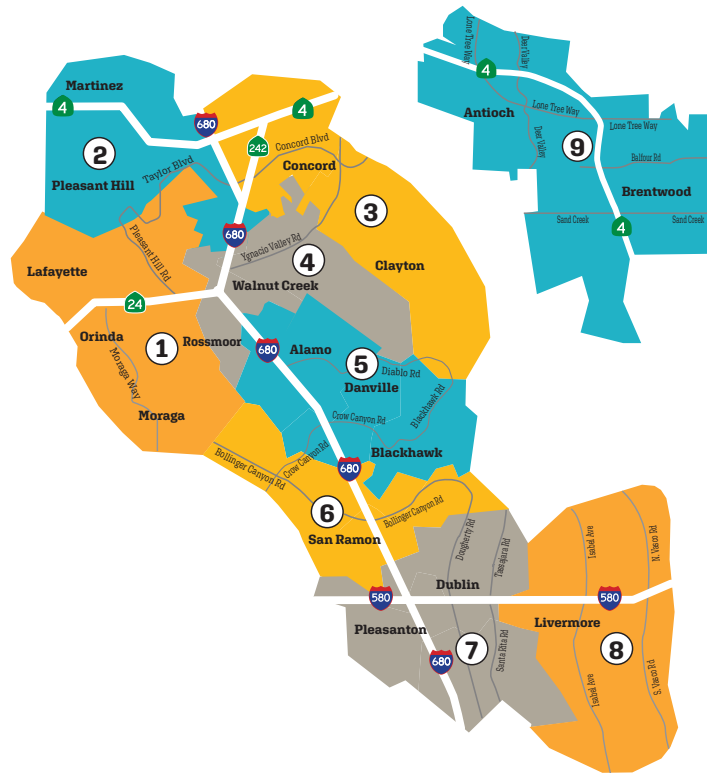 Martinez
4
680
4
2
242
Concord Blvd
Concord
Taylor Blvd
Pleasant Hill
3
680
Pleasant Hill Rd
Ygnacio Valley Rd
4
Clayton
Lafayette
Walnut Creek
24
Orinda
1
Rossmoor
680
Alamo
5
Diablo Rd
Danville
Moraga Way
Moraga
Crow Canyon Rd
Blackhawk Rd
Blackhawk
Crow Canyon Rd
Bollinger Canyon Rd
680
6
Bollinger Canyon Rd
San Ramon
Dougherty Rd
Tassajara Rd
Dublin
580
580
Pleasanton
7
680
Santa Rita Rd
Isabel Ave
N. Vasco Rd
Livermore
8
Isabel Ave
S. Vasco Rd
Lone Tree Way
Deer Valley
4
Antioch
Lone Tree Way
Lone Tree Way
Deer Valley
9
Balfour Rd
Brentwood
Sand Creek
Sand Creek
4